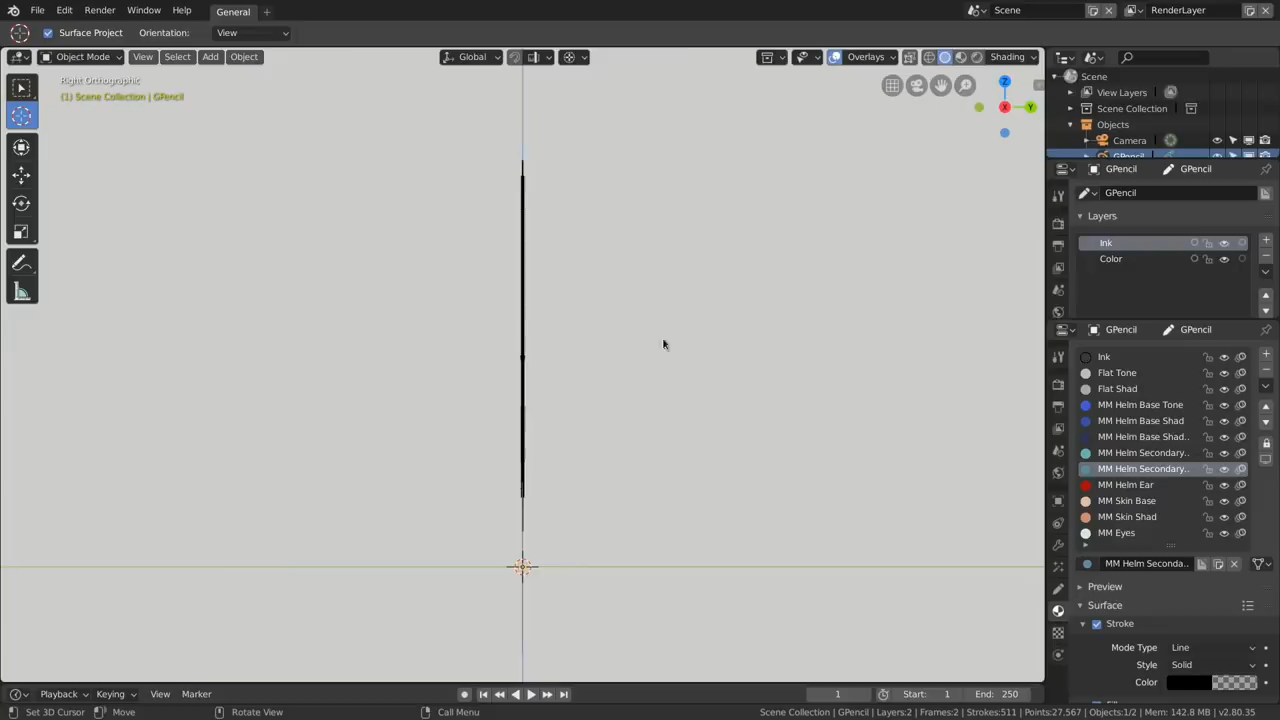 File Edit Render Window Help General Scene RenderLayer
Surface Project Orientation: View
Object Mode View Select Add Object Global Overlays Shading
Right Orthographic
(1) Scene Collection | GPencil
Z
X Y
Scene
View Layers
Scene Collection
Objects
Camera
GPencil
GPencil GPencil
GPencil
Layers
Ink
Color
GPencil GPencil
Ink
Flat Tone
Flat Shad
MM Helm Base Tone
MM Helm Base Shad
MM Helm Base Shad..
MM Helm Secondary..
MM Helm Secondary..
MM Helm Ear
MM Skin Base
MM Skin Shad
MM Eyes
MM Helm Seconda..
Preview
Surface
Stroke
Mode Type Line
Style Solid
Color
Playback Keying View Marker 1 Start: 1 End: 250
Set 3D Cursor Move Rotate View Call Menu Scene Collection | GPencil | Layers:2 | Frames:2 | Strokes:511 | Points:27,567 | Objects:1/2 | Mem: 142.8 MB | v2.80.35